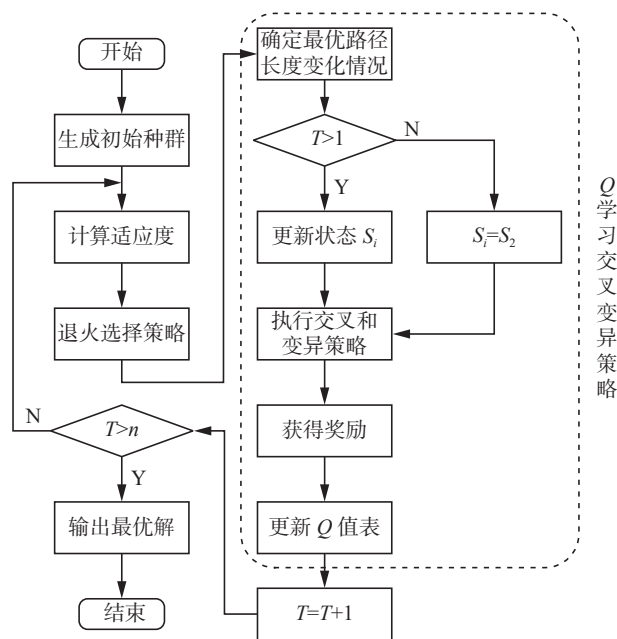 开始
生成初始种群
计算适应度
退火选择策略
T>n
N
Y
输出最优解
结束
确定最优路径
长度变化情况
T>1
N
Y
更新状态 Si
Si=S2
执行交叉和
变异策略
获得奖励
更新 Q 值表
T=T+1
Q学习交叉变异策略